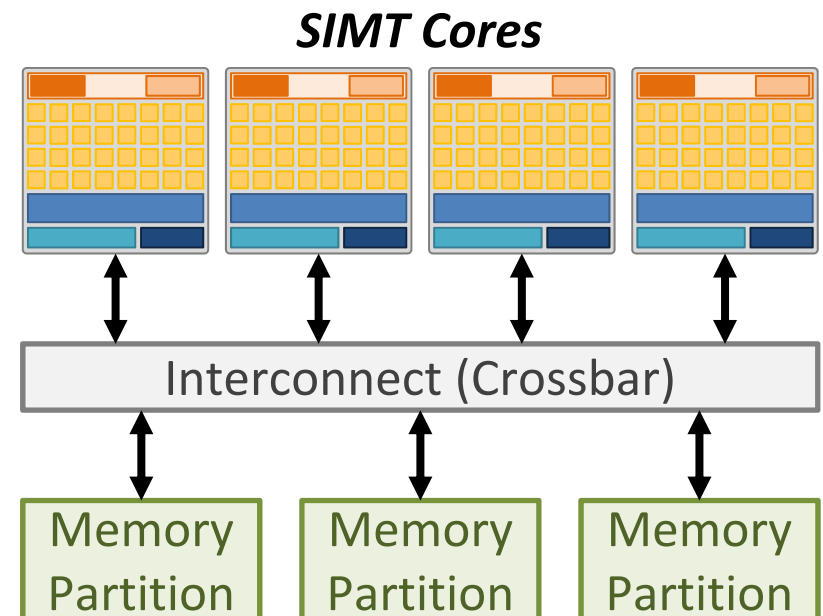 SIMT Cores
Interconnect (Crossbar)
Memory Memory Memory
Partition Partition Partition